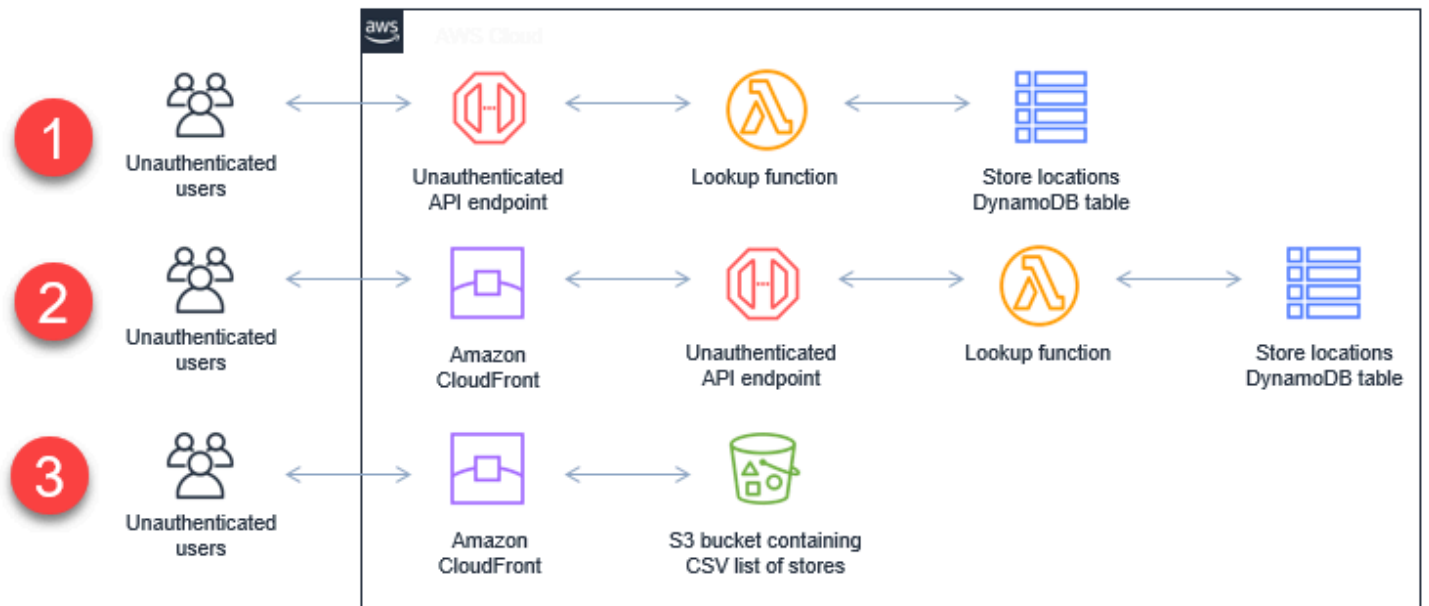 aws
AWS Cloud
1
Unauthenticated
users
Unauthenticated
API endpoint
Lookup function
Store locations
DynamoDB table
2
Unauthenticated
users
Amazon
CloudFront
Unauthenticated
API endpoint
Lookup function
Store locations
DynamoDB table
3
Unauthenticated
users
Amazon
CloudFront
S3 bucket containing
CSV list of stores